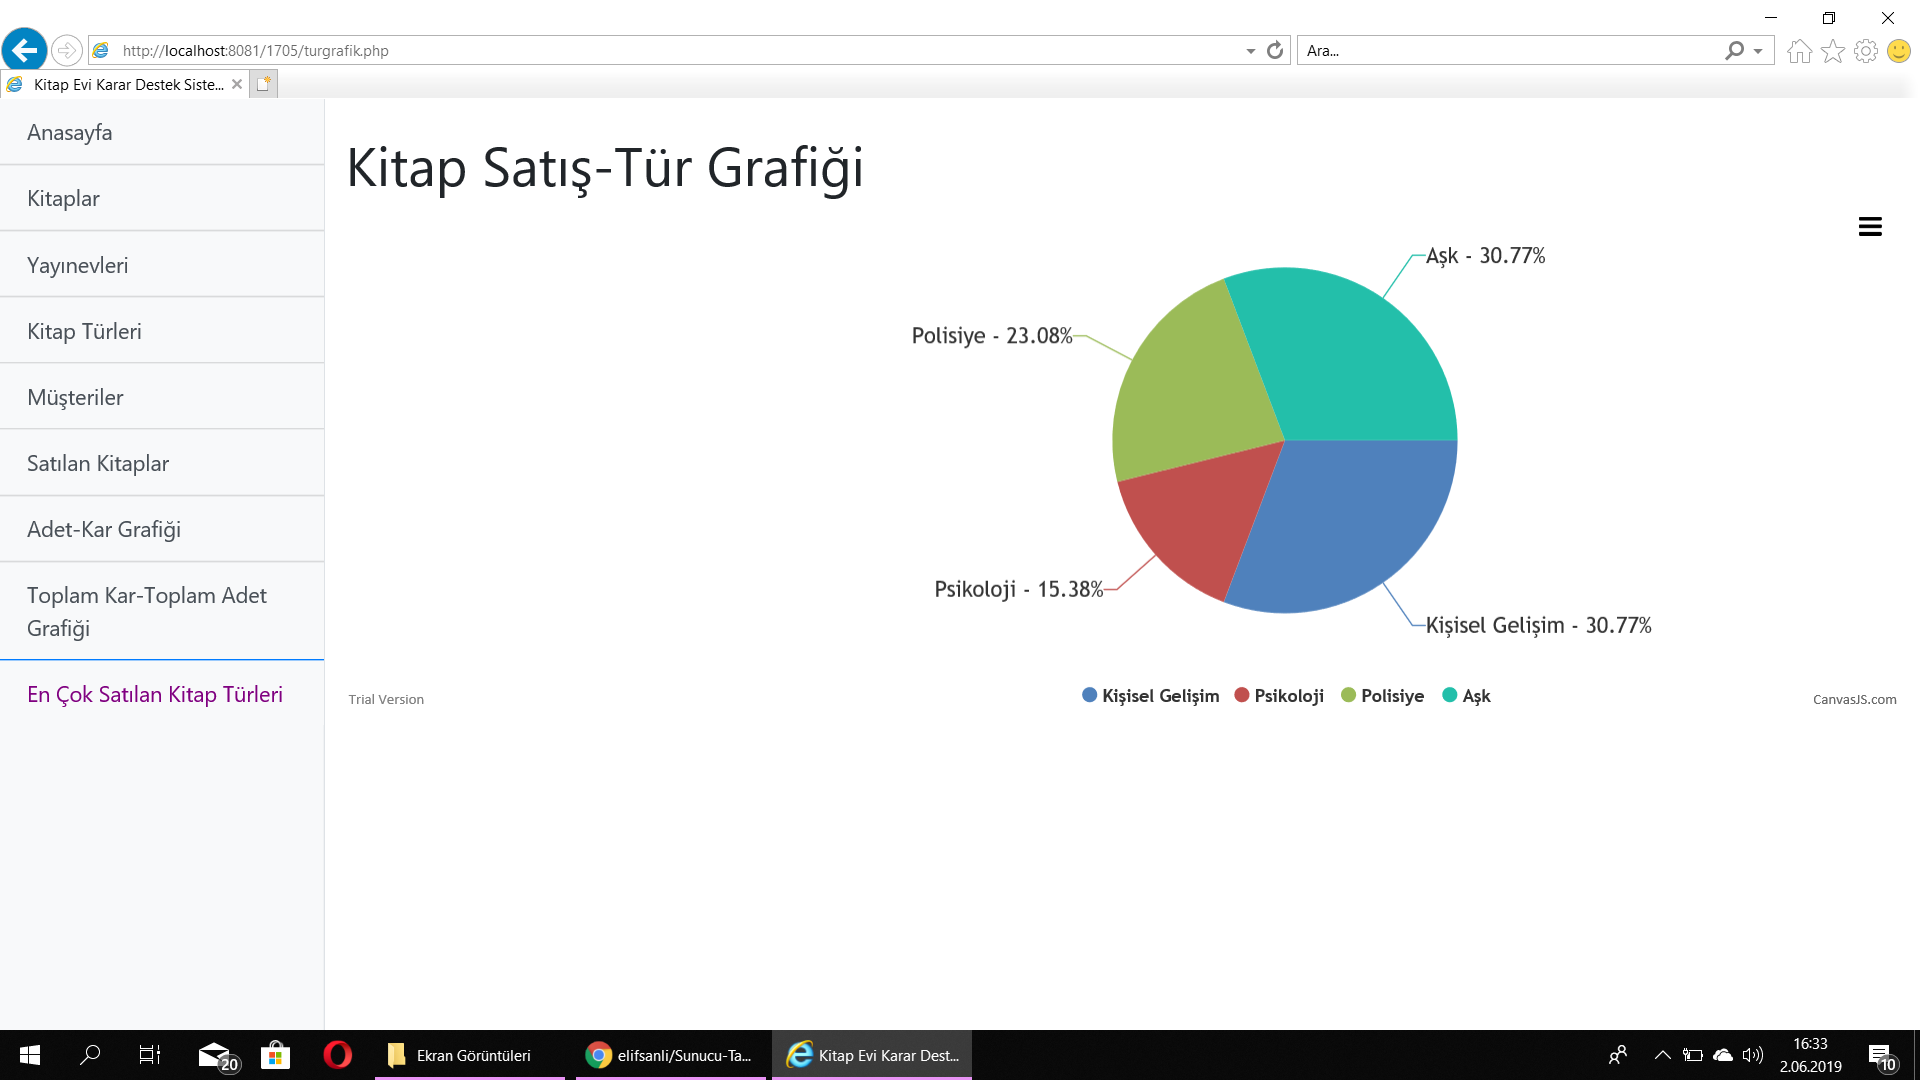 http://localhost:8081/1705/turgrafik.php
Ara...
Kitap Evi Karar Destek Siste...
Anasayfa
Kitaplar
Yayınevleri
Kitap Türleri
Müşteriler
Satılan Kitaplar
Adet-Kar Grafiği
Toplam Kar-Toplam Adet
Grafiği
En Çok Satılan Kitap Türleri
Kitap Satış-Tür Grafiği
Aşk - 30.77%
Polisiye - 23.08%
Psikoloji - 15.38%
Kişisel Gelişim - 30.77%
Trial Version
Kişisel Gelişim Psikoloji Polisiye Aşk
CanvasJS.com
20
Ekran Görüntüleri
elifsanli/Sunucu-Ta...
Kitap Evi Karar Dest...
16:33
2.06.2019
10